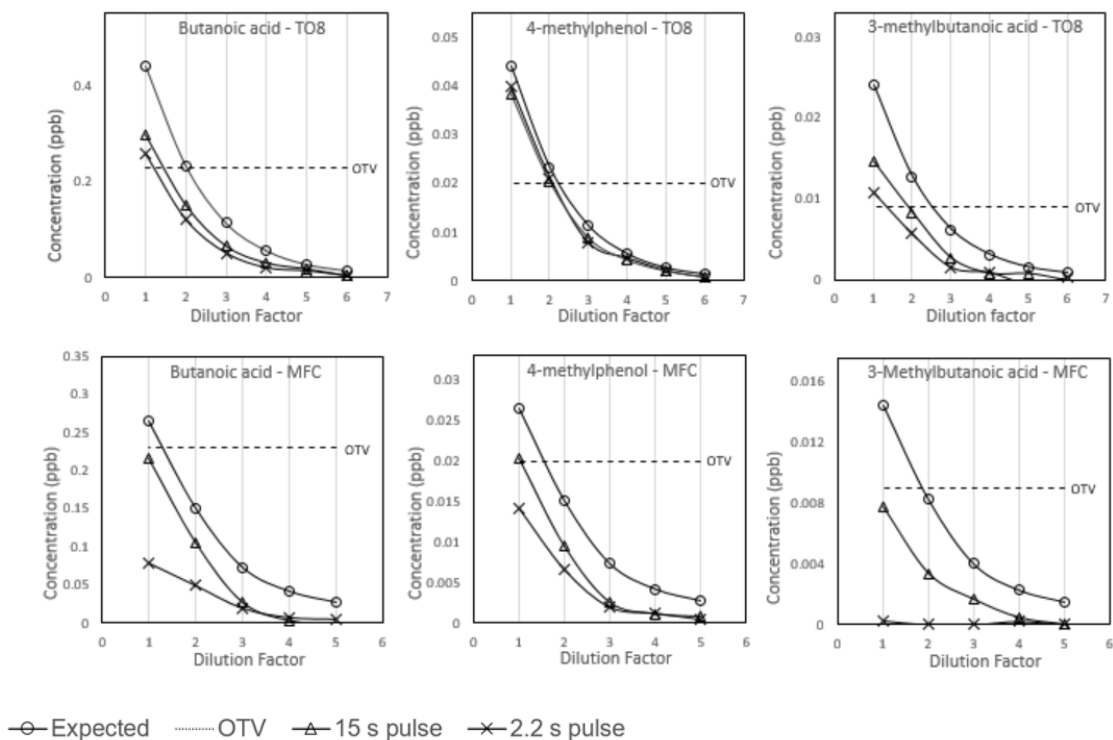 Butanoic acid - TO8
Concentration (ppb)
0.4
0.2
0
OTV
0 1 2 3 4 5 6 7
Dilution Factor
4-methylphenol - TO8
Concentration (ppb)
0.05
0.04
0.03
0.02
0.01
0
OTV
0 1 2 3 4 5 6 7
Dilution Factor
3-methylbutanoic acid - TO8
Concentration (ppb)
0.03
0.02
0.01
0
OTV
0 1 2 3 4 5 6 7
Dilution factor
Butanoic acid - MFC
Concentration (ppb)
0.35
0.3
0.25
0.2
0.15
0.1
0.05
0
OTV
0 1 2 3 4 5 6
Dilution Factor
4-methylphenol - MFC
Concentration (ppb)
0.03
0.025
0.02
0.015
0.01
0.005
0
OTV
0 1 2 3 4 5 6
Dilution Factor
3-Methylbutanoic acid - MFC
Concentration (ppb)
0.016
0.012
0.008
0.004
0
OTV
0 1 2 3 4 5 6
Dilution Factor
Expected OTV 15 s pulse 2.2 s pulse